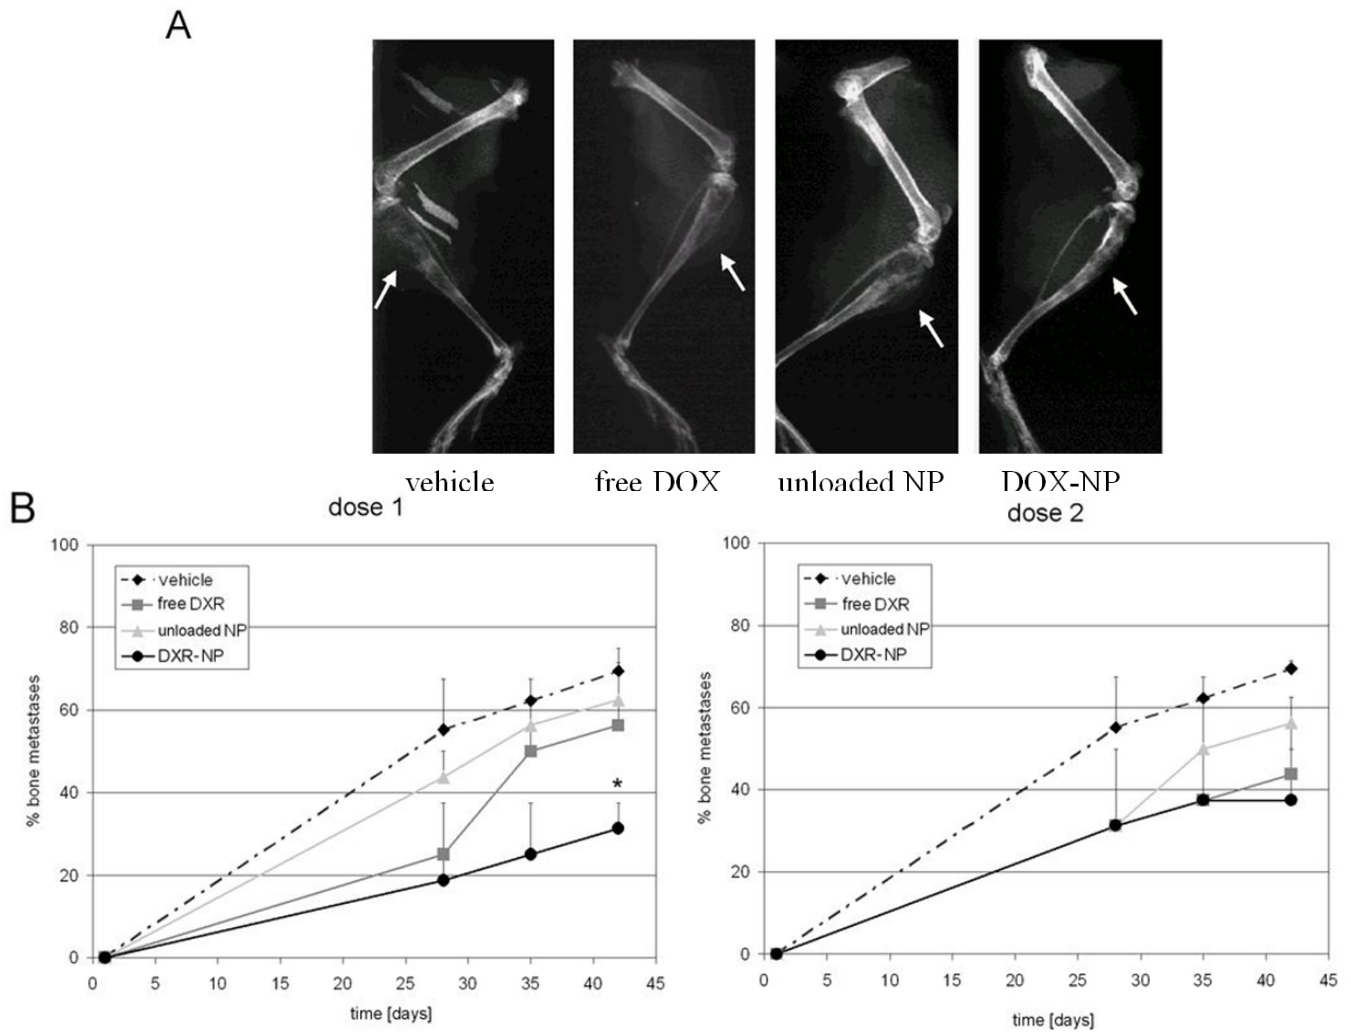 A
vehicle
free DOX
unloaded NP
DOX-NP
B
dose 1
100
80
60
40
20
0
% bone metastases
vehicle
free DXR
unloaded NP
DXR-NP
*
0 5 10 15 20 25 30 35 40 45
time [days]
dose 2
100
80
60
40
20
0
% bone metastases
vehicle
free DXR
unloaded NP
DXR-NP
0 5 10 15 20 25 30 35 40 45
time [days]